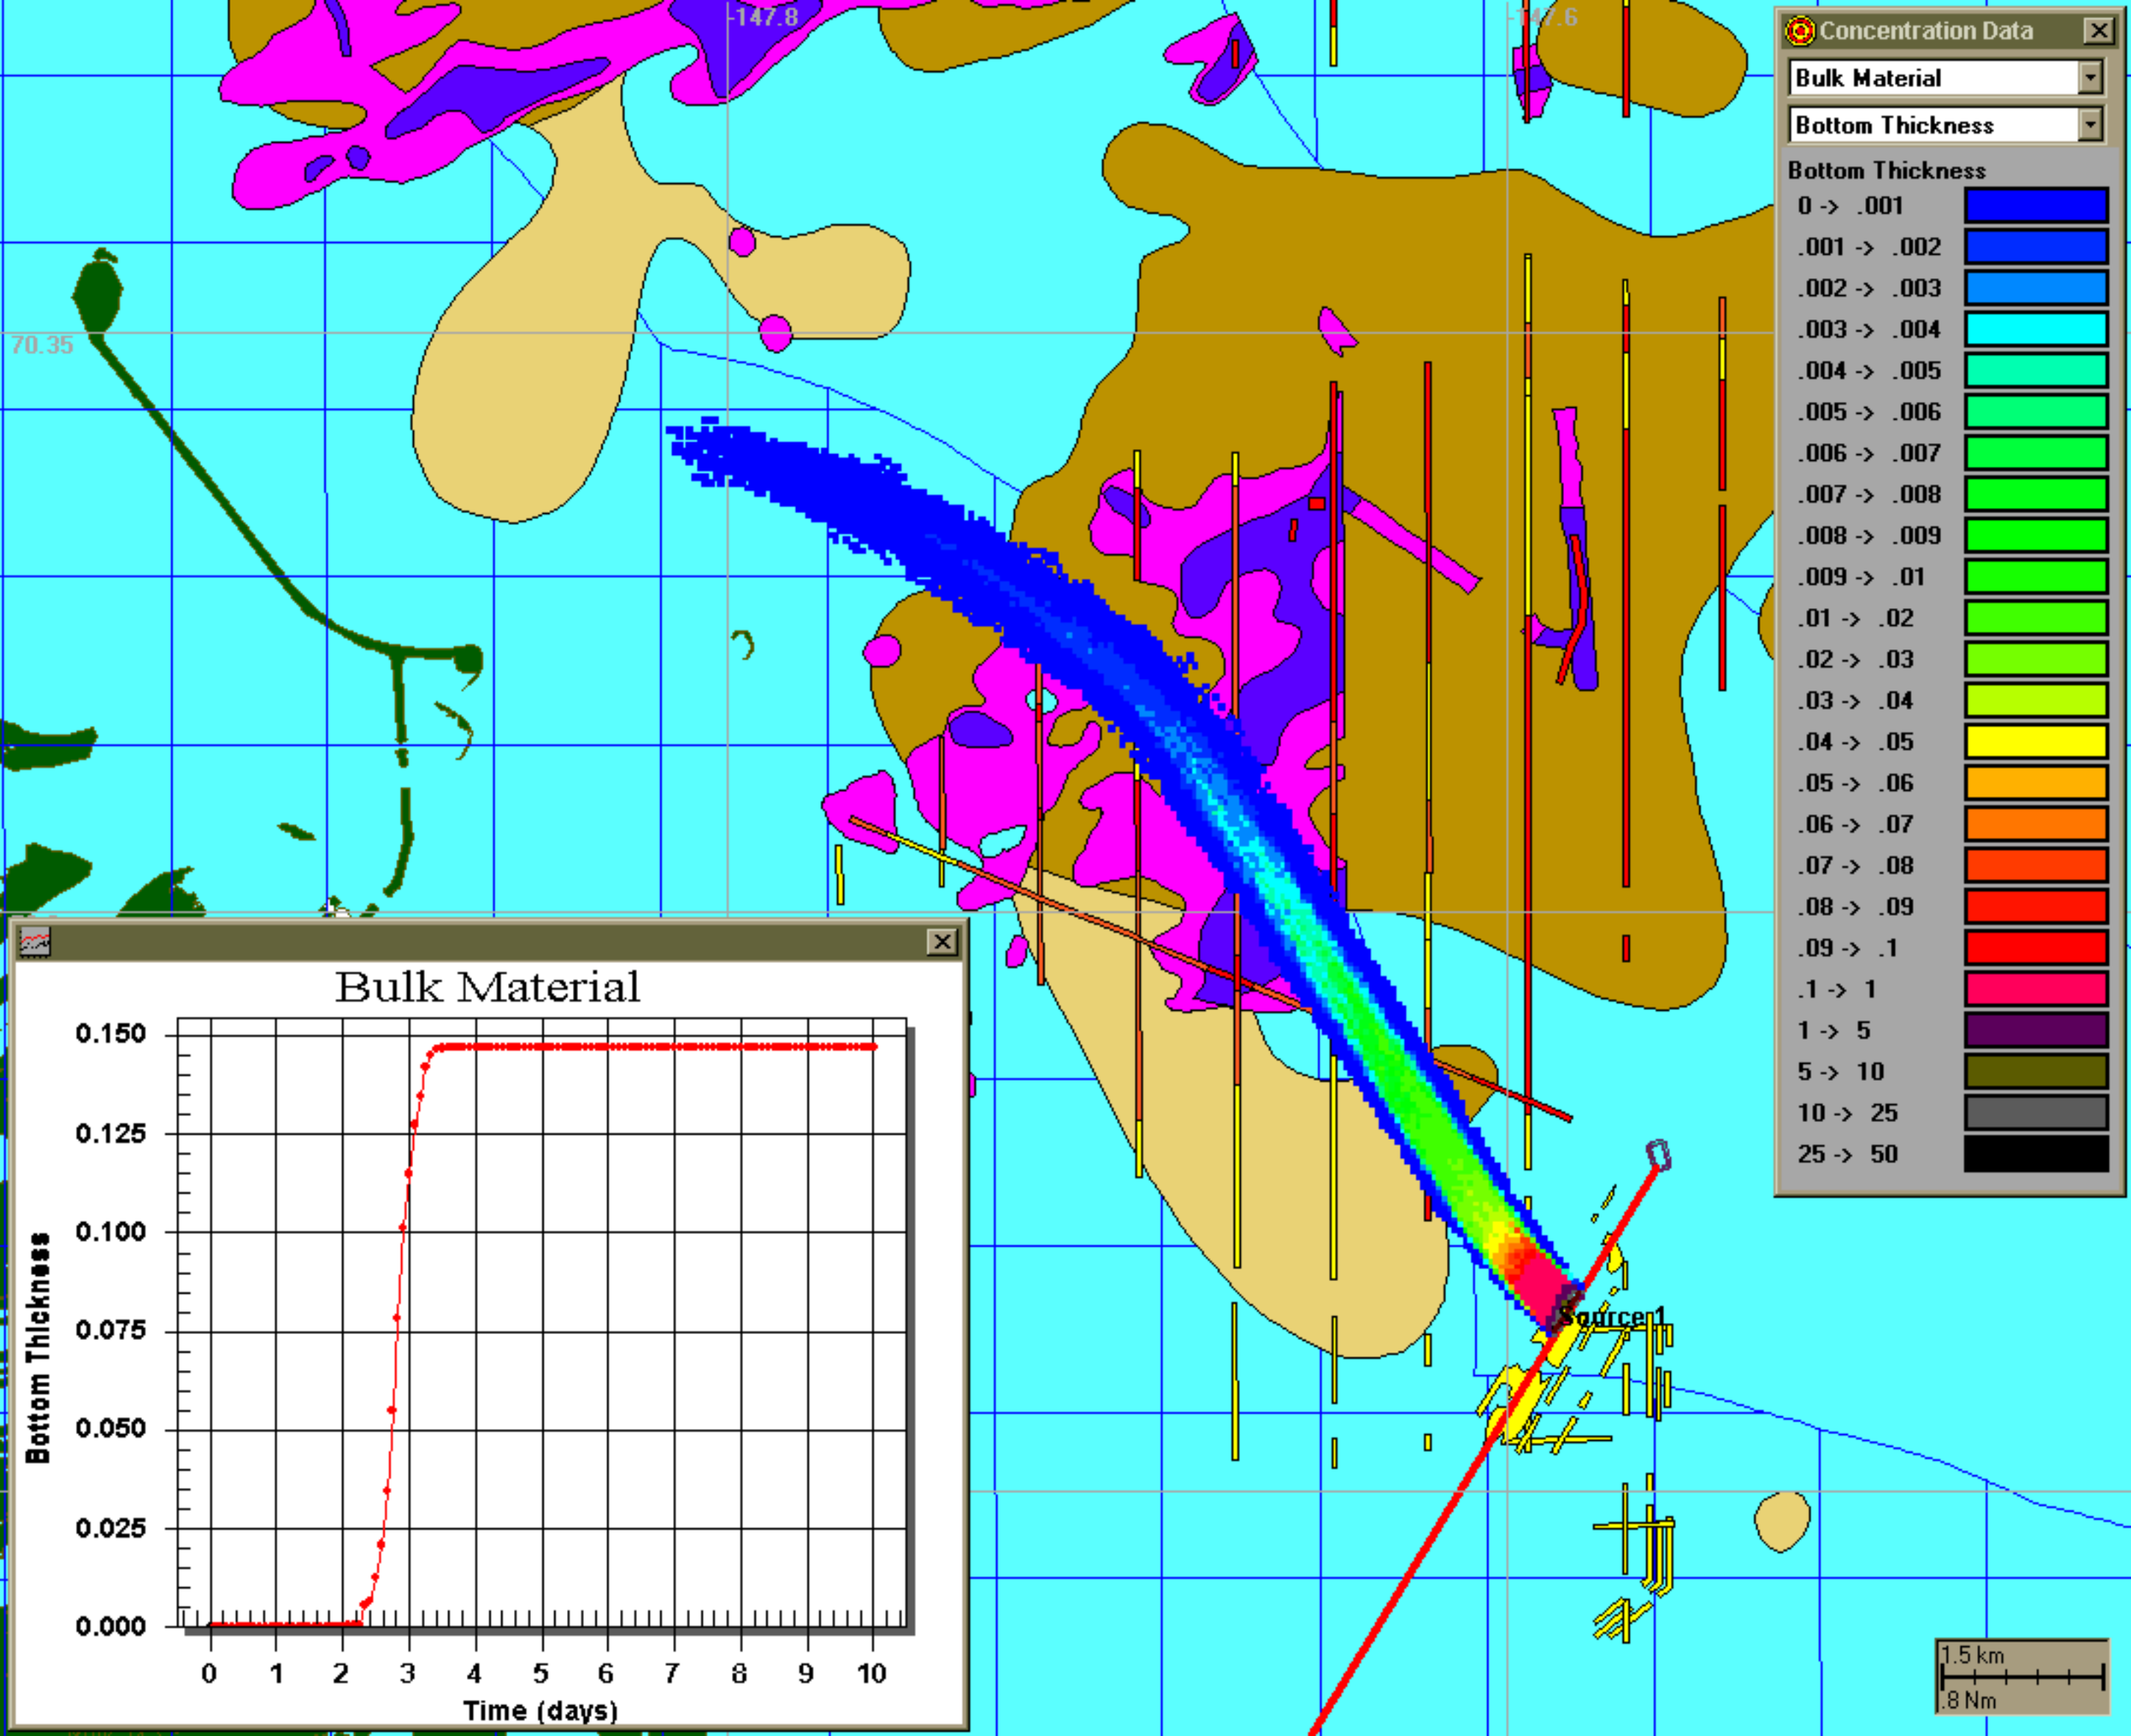 -147.8
-147.6
70.35
Concentration Data
Bulk Material
Bottom Thickness
Bottom Thickness
0 -> .001
.001 -> .002
.002 -> .003
.003 -> .004
.004 -> .005
.005 -> .006
.006 -> .007
.007 -> .008
.008 -> .009
.009 -> .01
.01 -> .02
.02 -> .03
.03 -> .04
.04 -> .05
.05 -> .06
.06 -> .07
.07 -> .08
.08 -> .09
.09 -> .1
.1 -> 1
1 -> 5
5 -> 10
10 -> 25
25 -> 50
Source 1
1.5 km
.8 Nm
Bulk Material
Bottom Thickness
0.150
0.125
0.100
0.075
0.050
0.025
0.000
0 1 2 3 4 5 6 7 8 9 10
Time (days)